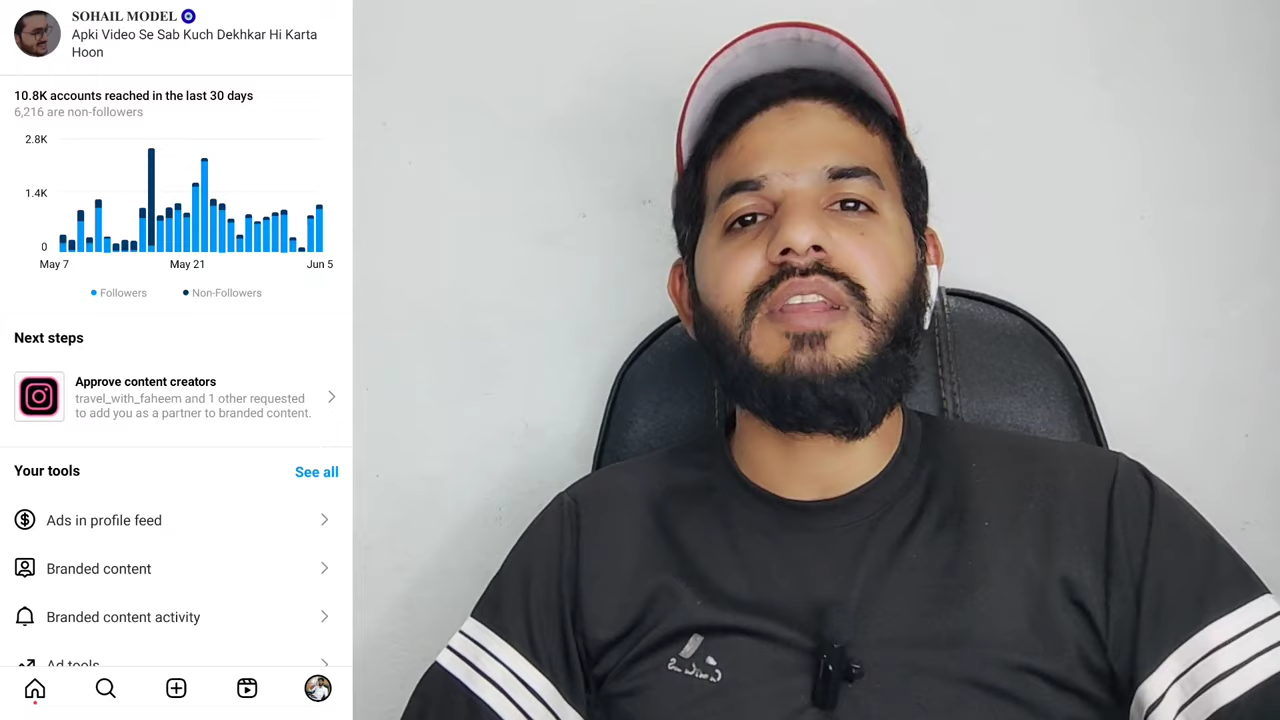 SOHAIL MODEL 🧿
Apki Video Se Sab Kuch Dekhkar Hi Karta
Hoon
10.8K accounts reached in the last 30 days
6,216 are non-followers
2.8K
1.4K
0
May 7 May 21 Jun 5
Followers Non-Followers
Next steps
Approve content creators
travel_with_faheem and 1 other requested
to add you as a partner to branded content.
Your tools
See all
Ads in profile feed
Branded content
Branded content activity
Ad tools